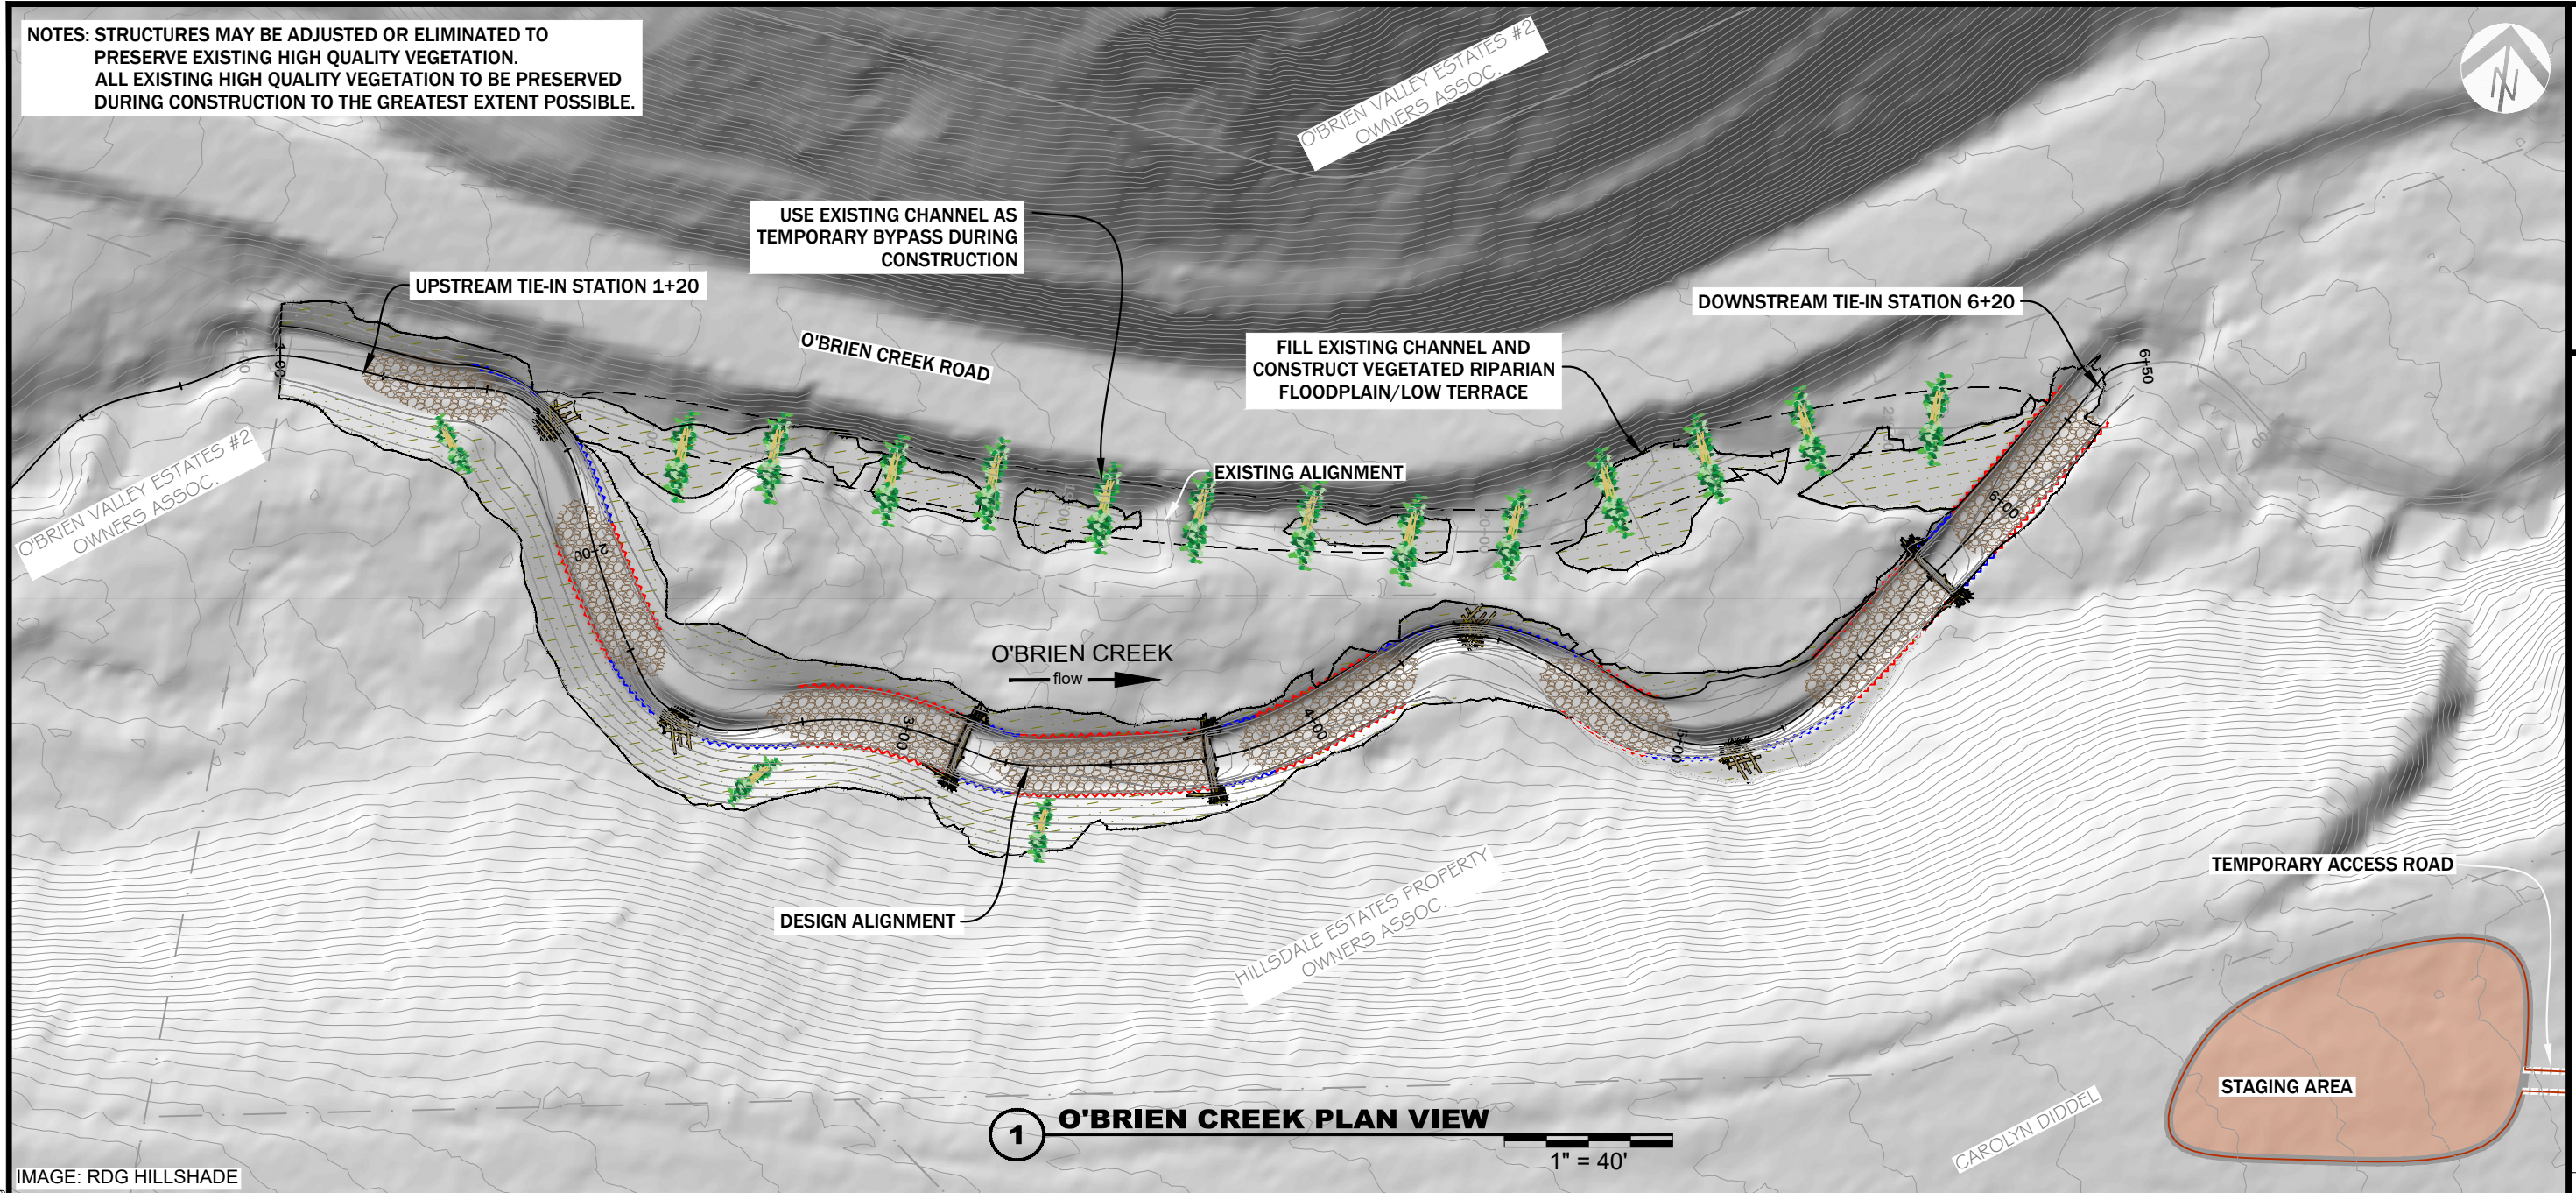 NOTES: STRUCTURES MAY BE ADJUSTED OR ELIMINATED TO
PRESERVE EXISTING HIGH QUALITY VEGETATION.
ALL EXISTING HIGH QUALITY VEGETATION TO BE PRESERVED
DURING CONSTRUCTION TO THE GREATEST EXTENT POSSIBLE.
O'BRIEN VALLEY ESTATES #2
OWNERS ASSOC.
N
USE EXISTING CHANNEL AS
TEMPORARY BYPASS DURING
CONSTRUCTION
UPSTREAM TIE-IN STATION 1+20
DOWNSTREAM TIE-IN STATION 6+20
O'BRIEN CREEK ROAD
FILL EXISTING CHANNEL AND
CONSTRUCT VEGETATED RIPARIAN
FLOODPLAIN/LOW TERRACE
1+00
6+50
EXISTING ALIGNMENT
O'BRIEN VALLEY ESTATES #2
OWNERS ASSOC.
6+00
2+00
O'BRIEN CREEK
flow
3+00
4+00
5+00
DESIGN ALIGNMENT
HILLSDALE ESTATES PROPERTY
OWNERS ASSOC.
TEMPORARY ACCESS ROAD
STAGING AREA
CAROLYN DIDDEL
1 O'BRIEN CREEK PLAN VIEW
1" = 40'
IMAGE: RDG HILLSHADE